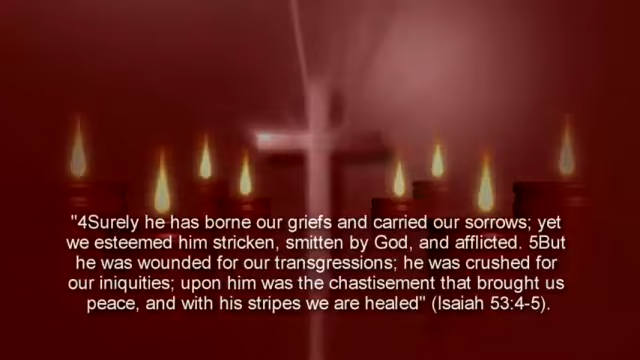 "4Surely he has borne our griefs and carried our sorrows; yet
we esteemed him stricken, smitten by God, and afflicted. 5But
he was wounded for our transgressions; he was crushed for
our iniquities; upon him was the chastisement that brought us
peace, and with his stripes we are healed" (Isaiah 53:4-5).